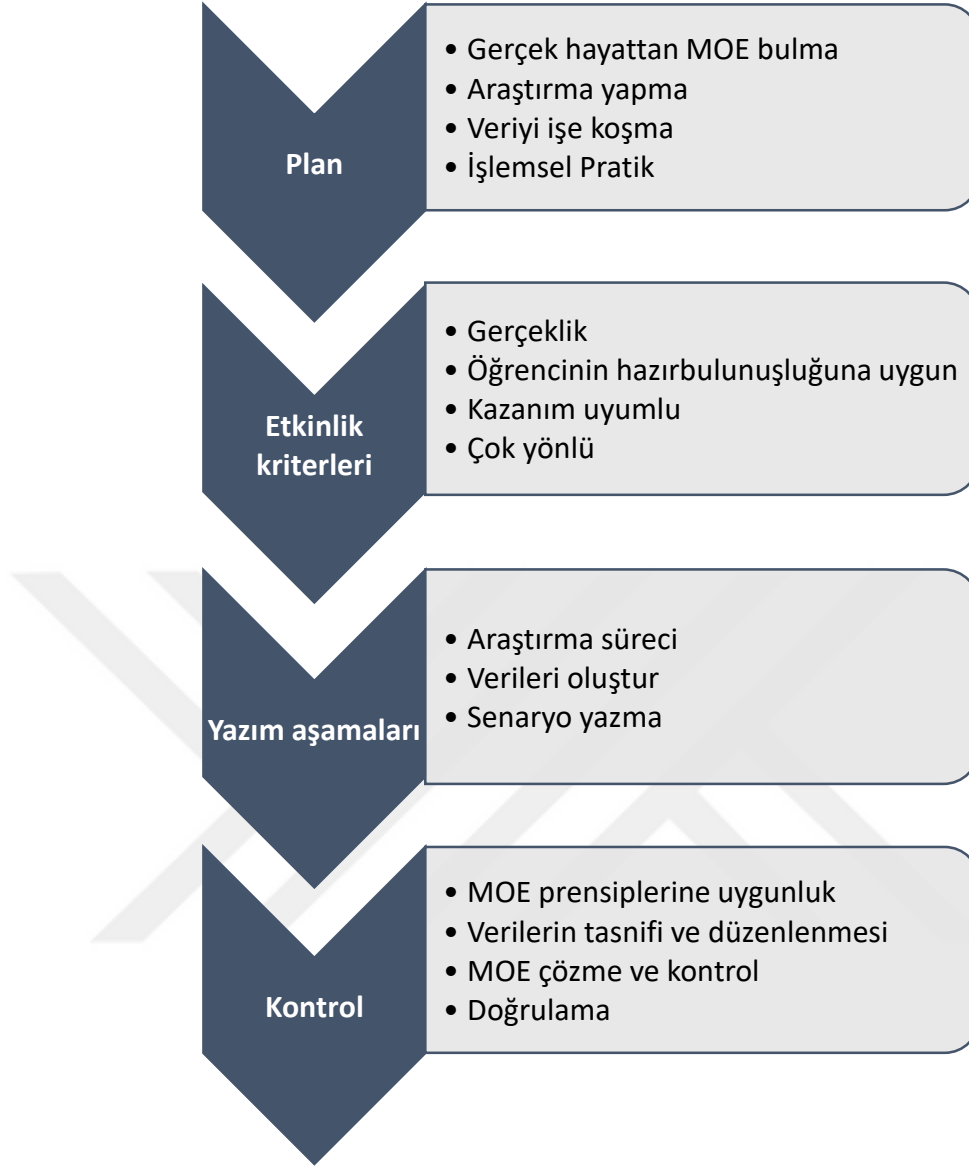 Plan
• Gerçek hayattan MOE bulma
• Araştırma yapma
• Veriyi işe koşma
• İşlemsel Pratik
Etkinlik
kriterleri
• Gerçeklik
• Öğrencinin hazırbulunuşluğuna uygun
• Kazanım uyumlu
• Çok yönlü
Yazım aşamaları
• Araştırma süreci
• Verileri oluştur
• Senaryo yazma
Kontrol
• MOE prensiplerine uygunluk
• Verilerin tasnifi ve düzenlenmesi
• MOE çözme ve kontrol
• Doğrulama